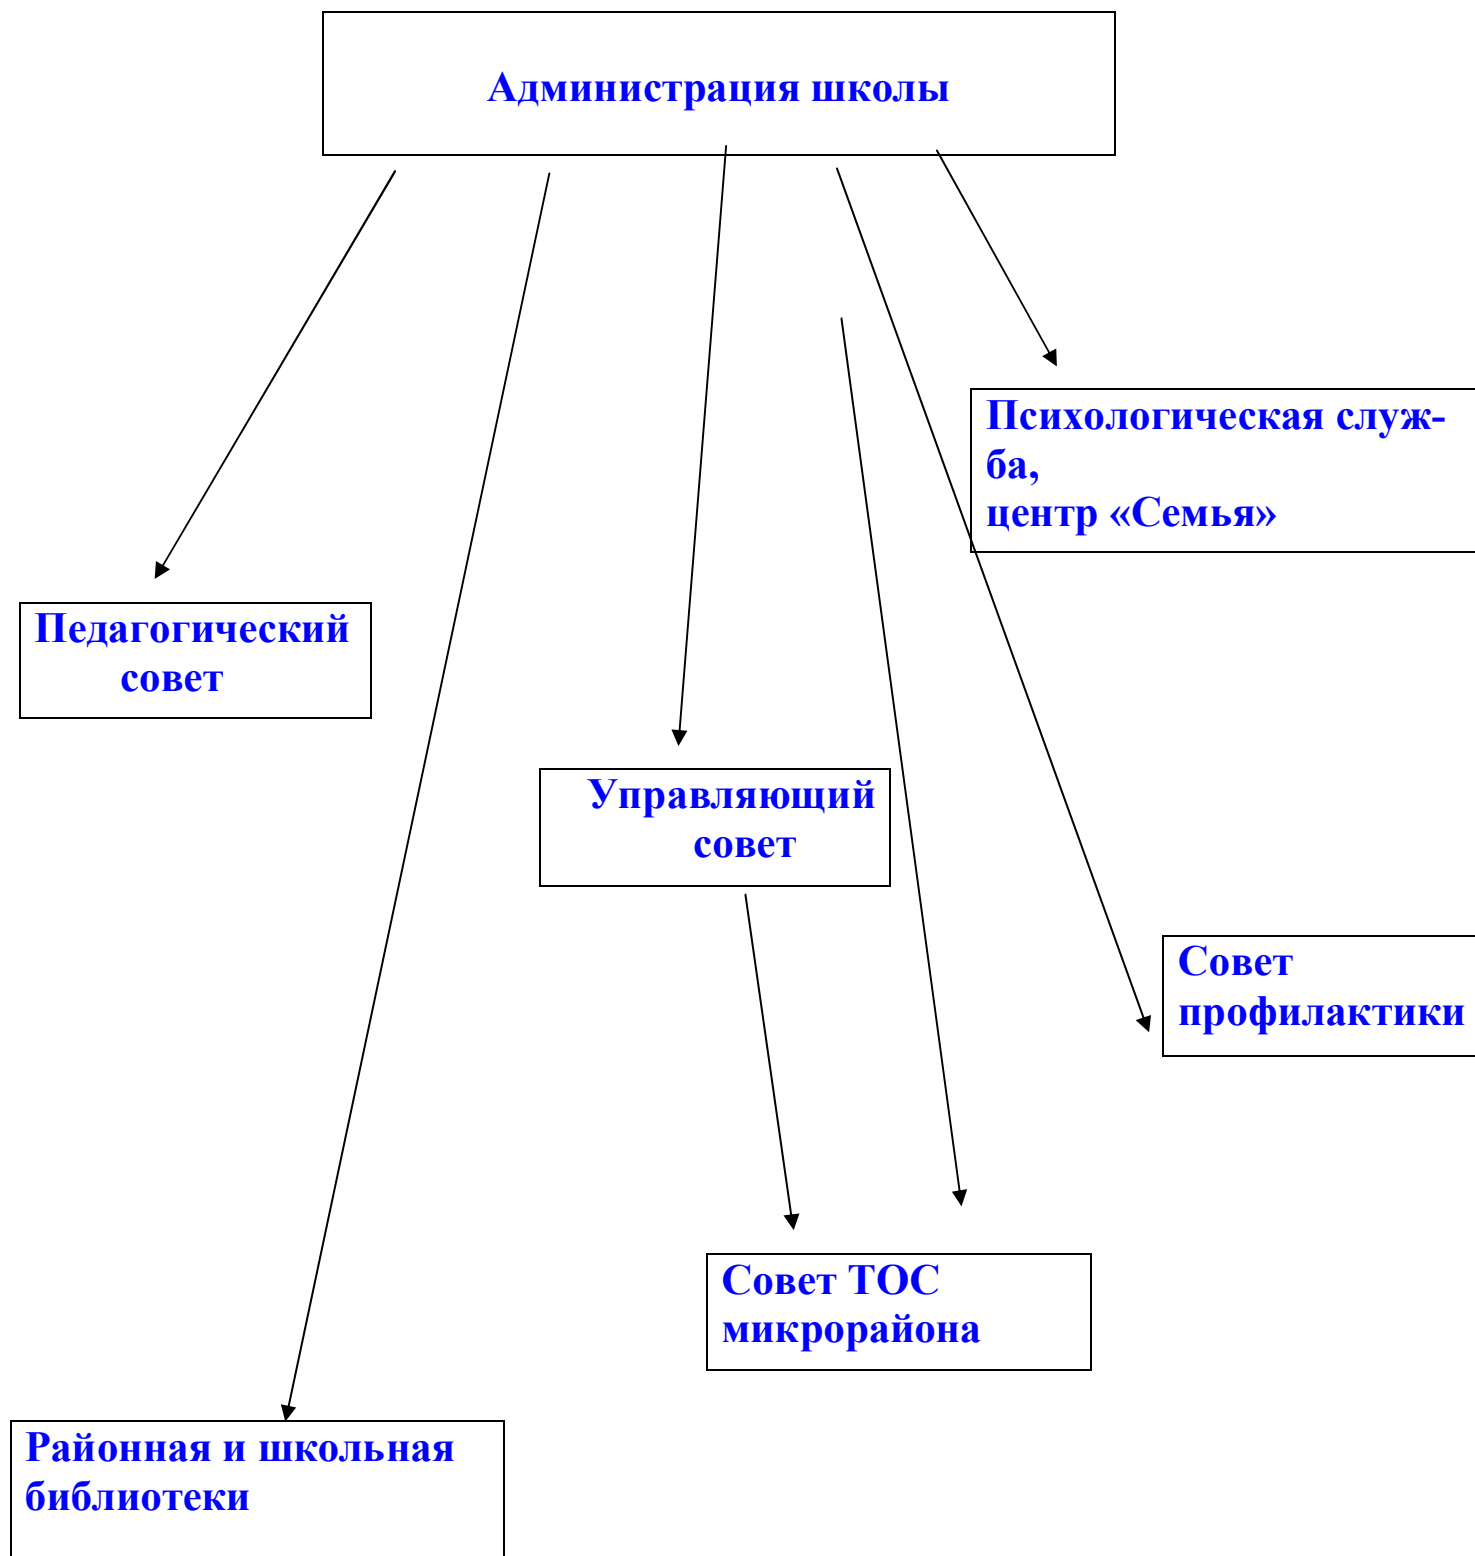 Администрация школы
Психологическая служ-
ба,
центр «Семья»
Педагогический
совет
Управляющий
совет
Совет
профилактики
Совет ТОС
микрорайона
Районная и школьная
библиотеки